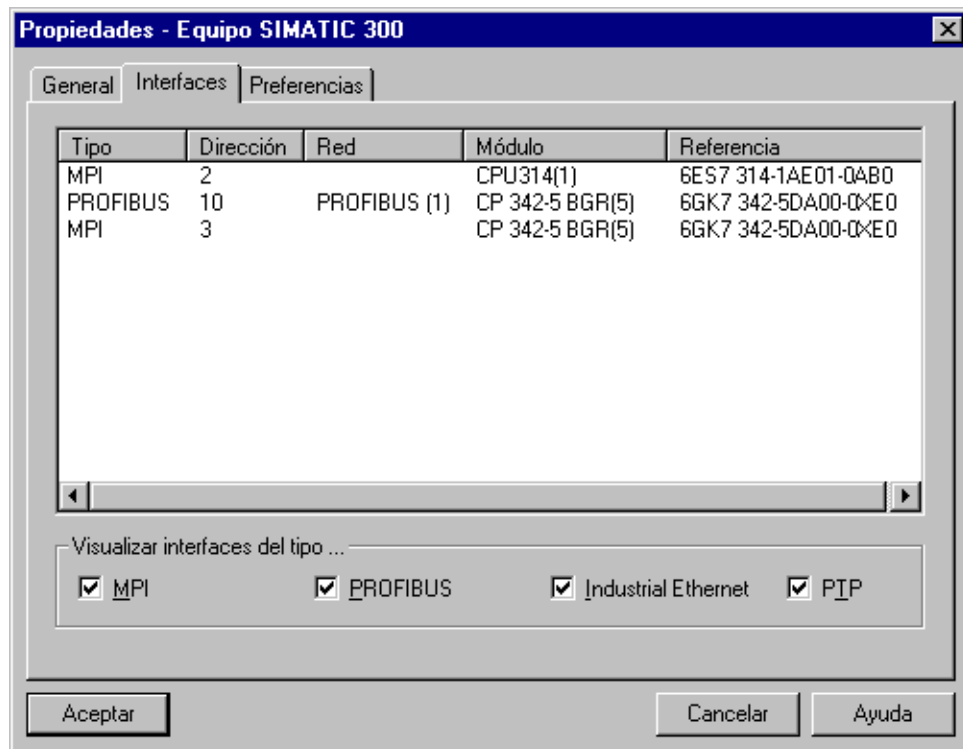 Propiedades - Equipo SIMATIC 300
General Interfaces Preferencias
Tipo Dirección Red Módulo Referencia
MPI 2 CPU314(1) 6ES7 314-1AE01-0AB0
PROFIBUS 10 PROFIBUS (1) CP 342-5 BGR(5) 6GK7 342-5DA00-0XE0
MPI 3 CP 342-5 BGR(5) 6GK7 342-5DA00-0XE0
Visualizar interfaces del tipo ...
MPI PROFIBUS Industrial Ethernet PTP
Aceptar Cancelar Ayuda